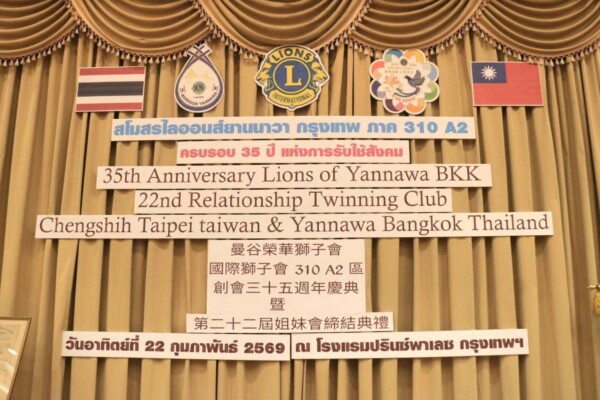 LIONS
L
INTERNATIONAL
สโมสรไลออนส์ยานนาวา กรุงเทพ ภาค 310 A2
ครบรอบ 35 ปี แห่งการรับใช้สังคม
35th Anniversary Lions of Yannawa BKK
22nd Relationship Twinning Club
Chengshih Taipei taiwan & Yannawa Bangkok Thailand
曼谷榮華獅子會
國際獅子會 310 A2 區
創會三十五週年慶典
暨
第二十二屆姐妹會締結典禮
วันอาทิตย์ที่ 22 กุมภาพันธ์ 2569 ณ โรงแรมปรินซ์พาเลซ กรุงเทพฯ